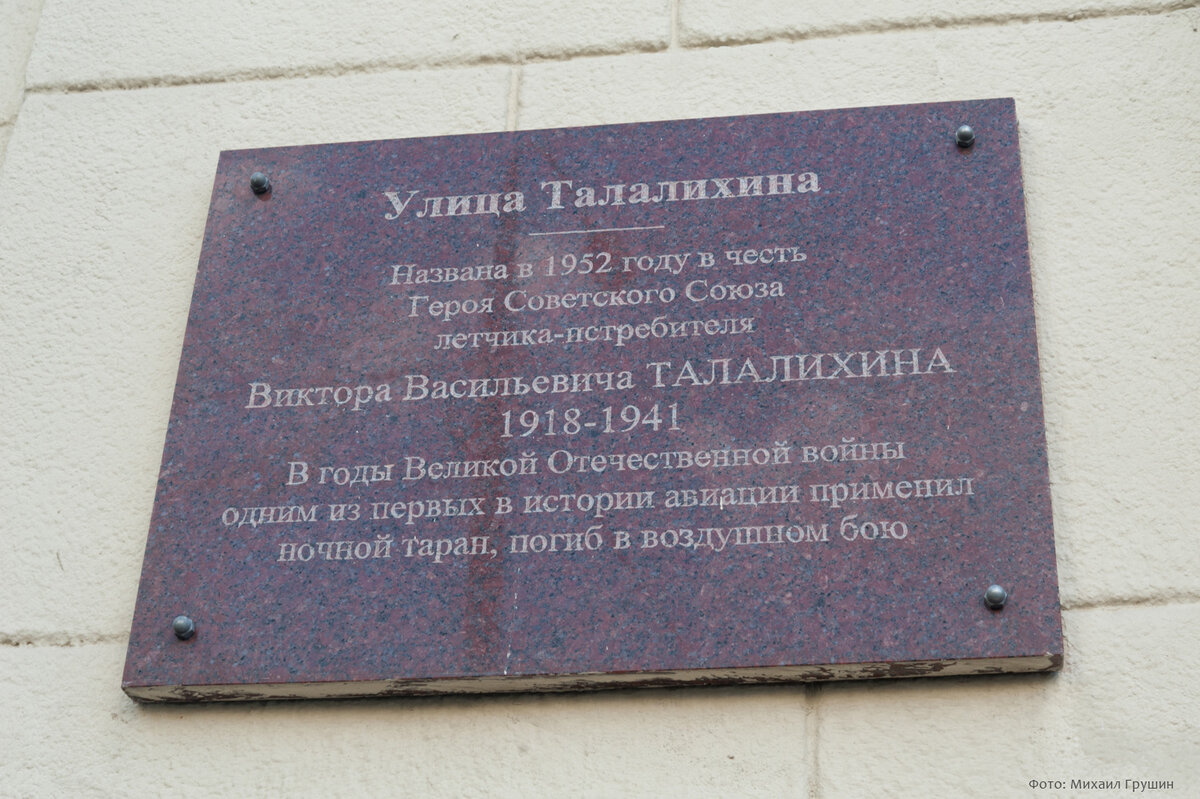 Улица Талалихина
Названа в 1952 году в честь
Героя Советского Союза
летчика-истребителя
Виктора Васильевича ТАЛАЛИХИНА
1918-1941
В годы Великой Отечественной войны
одним из первых в истории авиации применил
ночной таран, погиб в воздушном бою
Фото: Михаил Грушин